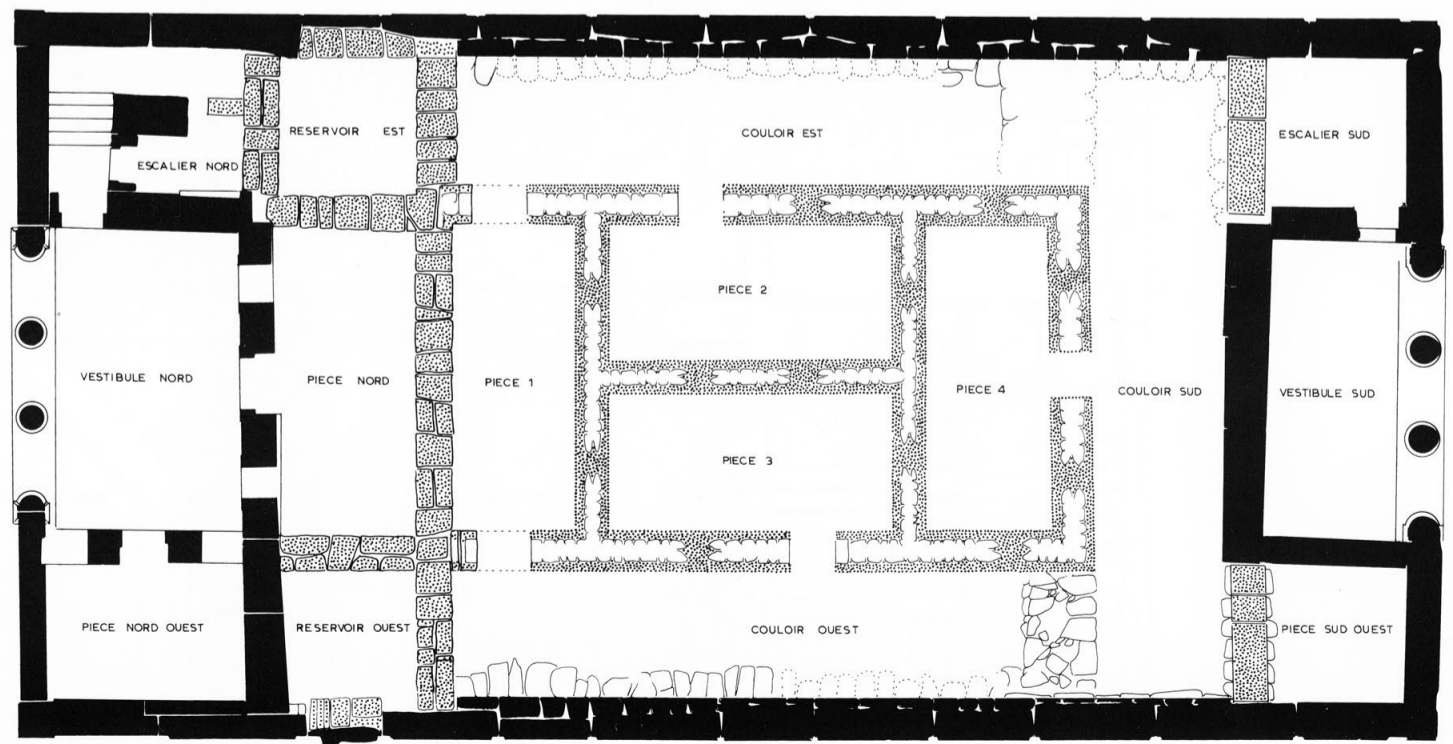 RESERVOIR EST
COULOIR EST
ESCALIER SUD
ESCALIER NORD
PIECE 2
VESTIBULE NORD
PIECE NORD
PIECE 1
PIECE 4
COULOIR SUD
VESTIBULE SUD
PIECE 3
PIECE NORD OUEST
RESERVOIR OUEST
COULOIR OUEST
PIECE SUD OUEST